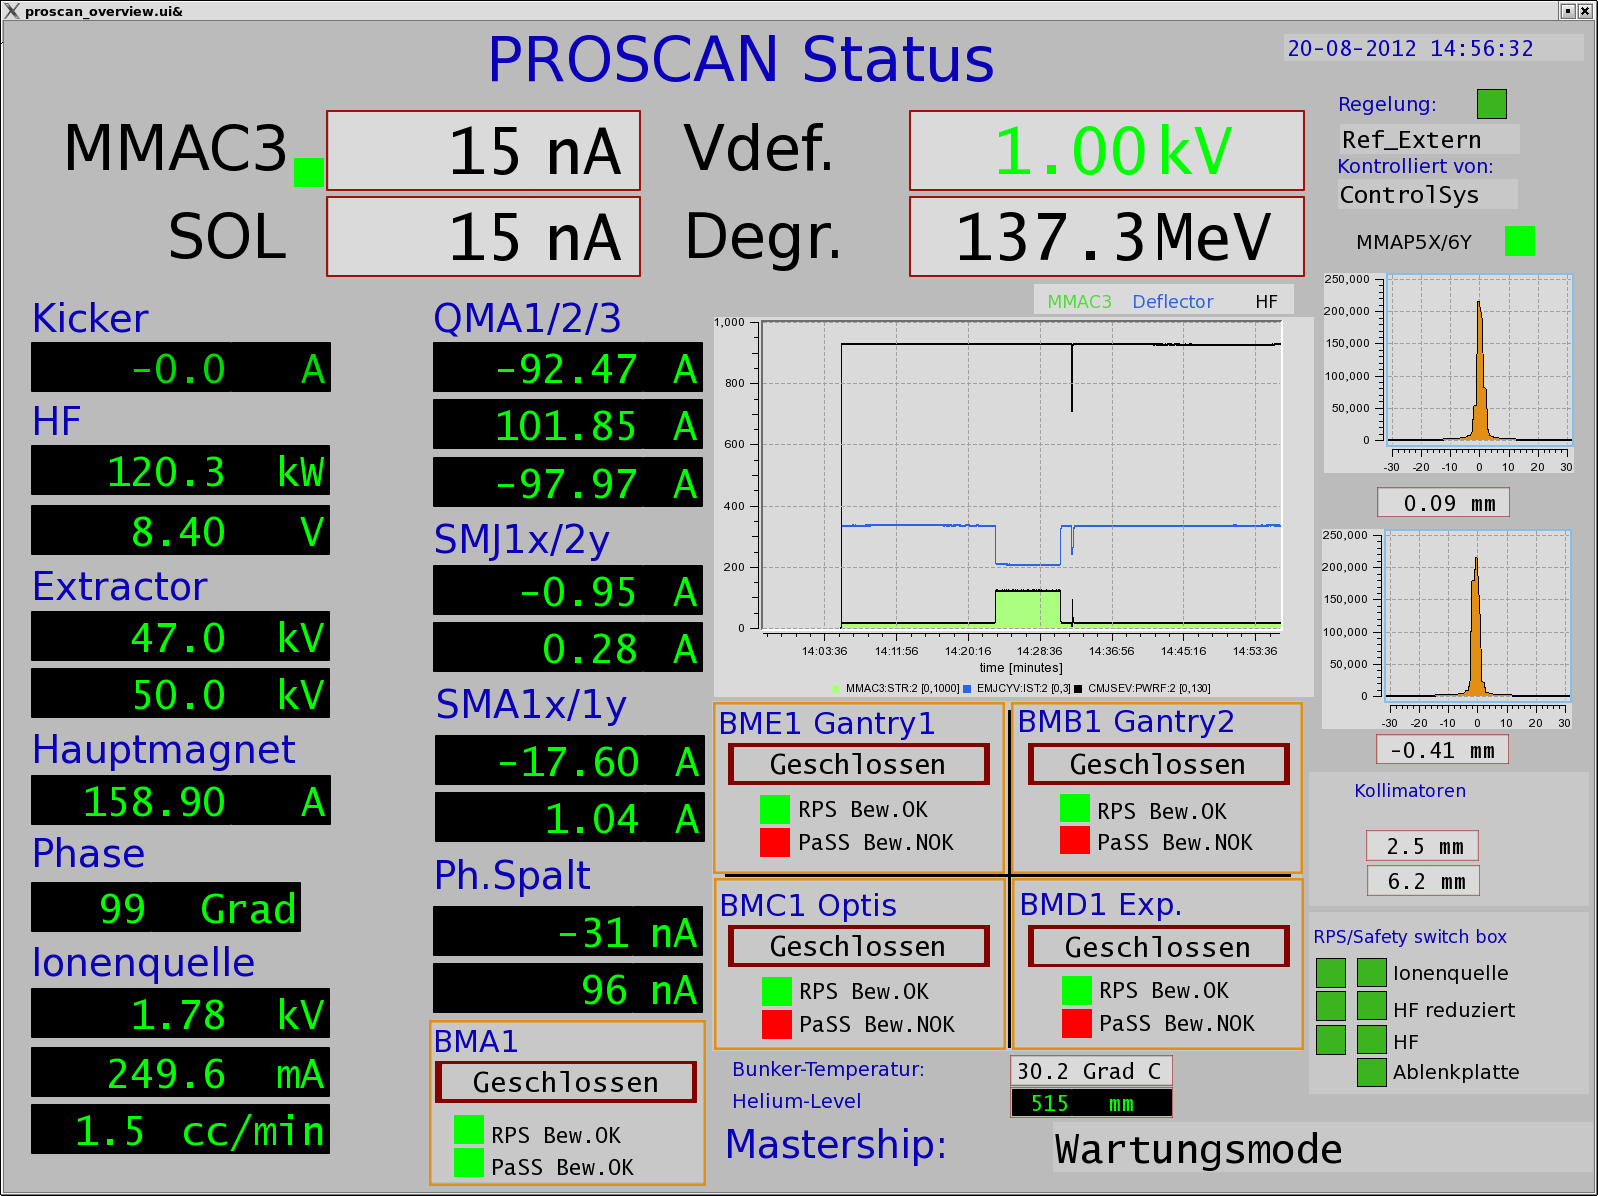 proscan_overview.ui&
PROSCAN Status
20-08-2012 14:56:32
MMAC3
15 nA
Vdef.
1.00 kV
SOL
15 nA
Degr.
137.3 MeV
Regelung:
Ref_Extern
Kontrolliert von:
ControlSys
MMAP5X/6Y
Kicker
-0.0 A
HF
120.3 kW
8.40 V
Extractor
47.0 kV
50.0 kV
Hauptmagnet
158.90 A
Phase
99 Grad
Ionenquelle
1.78 kV
249.6 mA
1.5 cc/min
QMA1/2/3
-92.47 A
101.85 A
-97.97 A
SMJ1x/2y
-0.95 A
0.28 A
SMA1x/1y
-17.60 A
1.04 A
Ph.Spalt
-31 nA
96 nA
BMA1
Geschlossen
RPS Bew.OK
PaSS Bew.OK
MMAC3 Deflector HF
1,000
800
600
400
200
0
14:03:36 14:11:56 14:20:16 14:28:36 14:36:56 14:45:16 14:53:36
time [minutes]
MMAC3:STR:2 [0,1000] EMJCYV:IST:2 [0,3] CMJSEV:PWRF:2 [0,130]
BME1 Gantry1
Geschlossen
RPS Bew.OK
PaSS Bew.NOK
BMB1 Gantry2
Geschlossen
RPS Bew.OK
PaSS Bew.NOK
BMC1 Optis
Geschlossen
RPS Bew.OK
PaSS Bew.NOK
BMD1 Exp.
Geschlossen
RPS Bew.OK
PaSS Bew.NOK
Bunker-Temperatur:
30.2 Grad C
Helium-Level
515 mm
Mastership:
Wartungsmode
250,000
200,000
150,000
100,000
50,000
0
-30 -20 -10 0 10 20 30
0.09 mm
250,000
200,000
150,000
100,000
50,000
0
-30 -20 -10 0 10 20 30
-0.41 mm
Kollimatoren
2.5 mm
6.2 mm
RPS/Safety switch box
Ionenquelle
HF reduziert
HF
Ablenkplatte